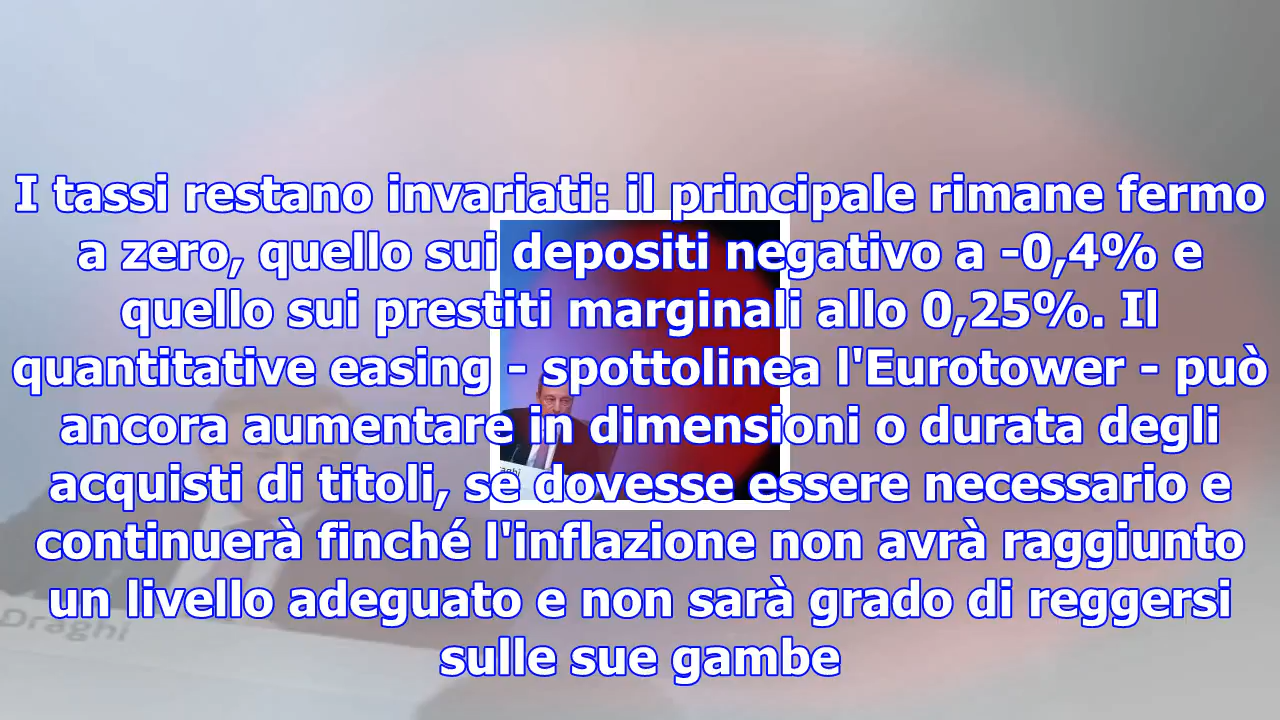 I tassi restano invariati: il principale rimane fermo
a zero, quello sui depositi negativo a -0,4% e
quello sui prestiti marginali allo 0,25%. Il
quantitative easing - spottolinea l'Eurotower - può
ancora aumentare in dimensioni o durata degli
acquisti di titoli, se dovesse essere necessario e
continuerà finché l'inflazione non avrà raggiunto
un livello adeguato e non sarà grado di reggersi
sulle sue gambe
Draghi